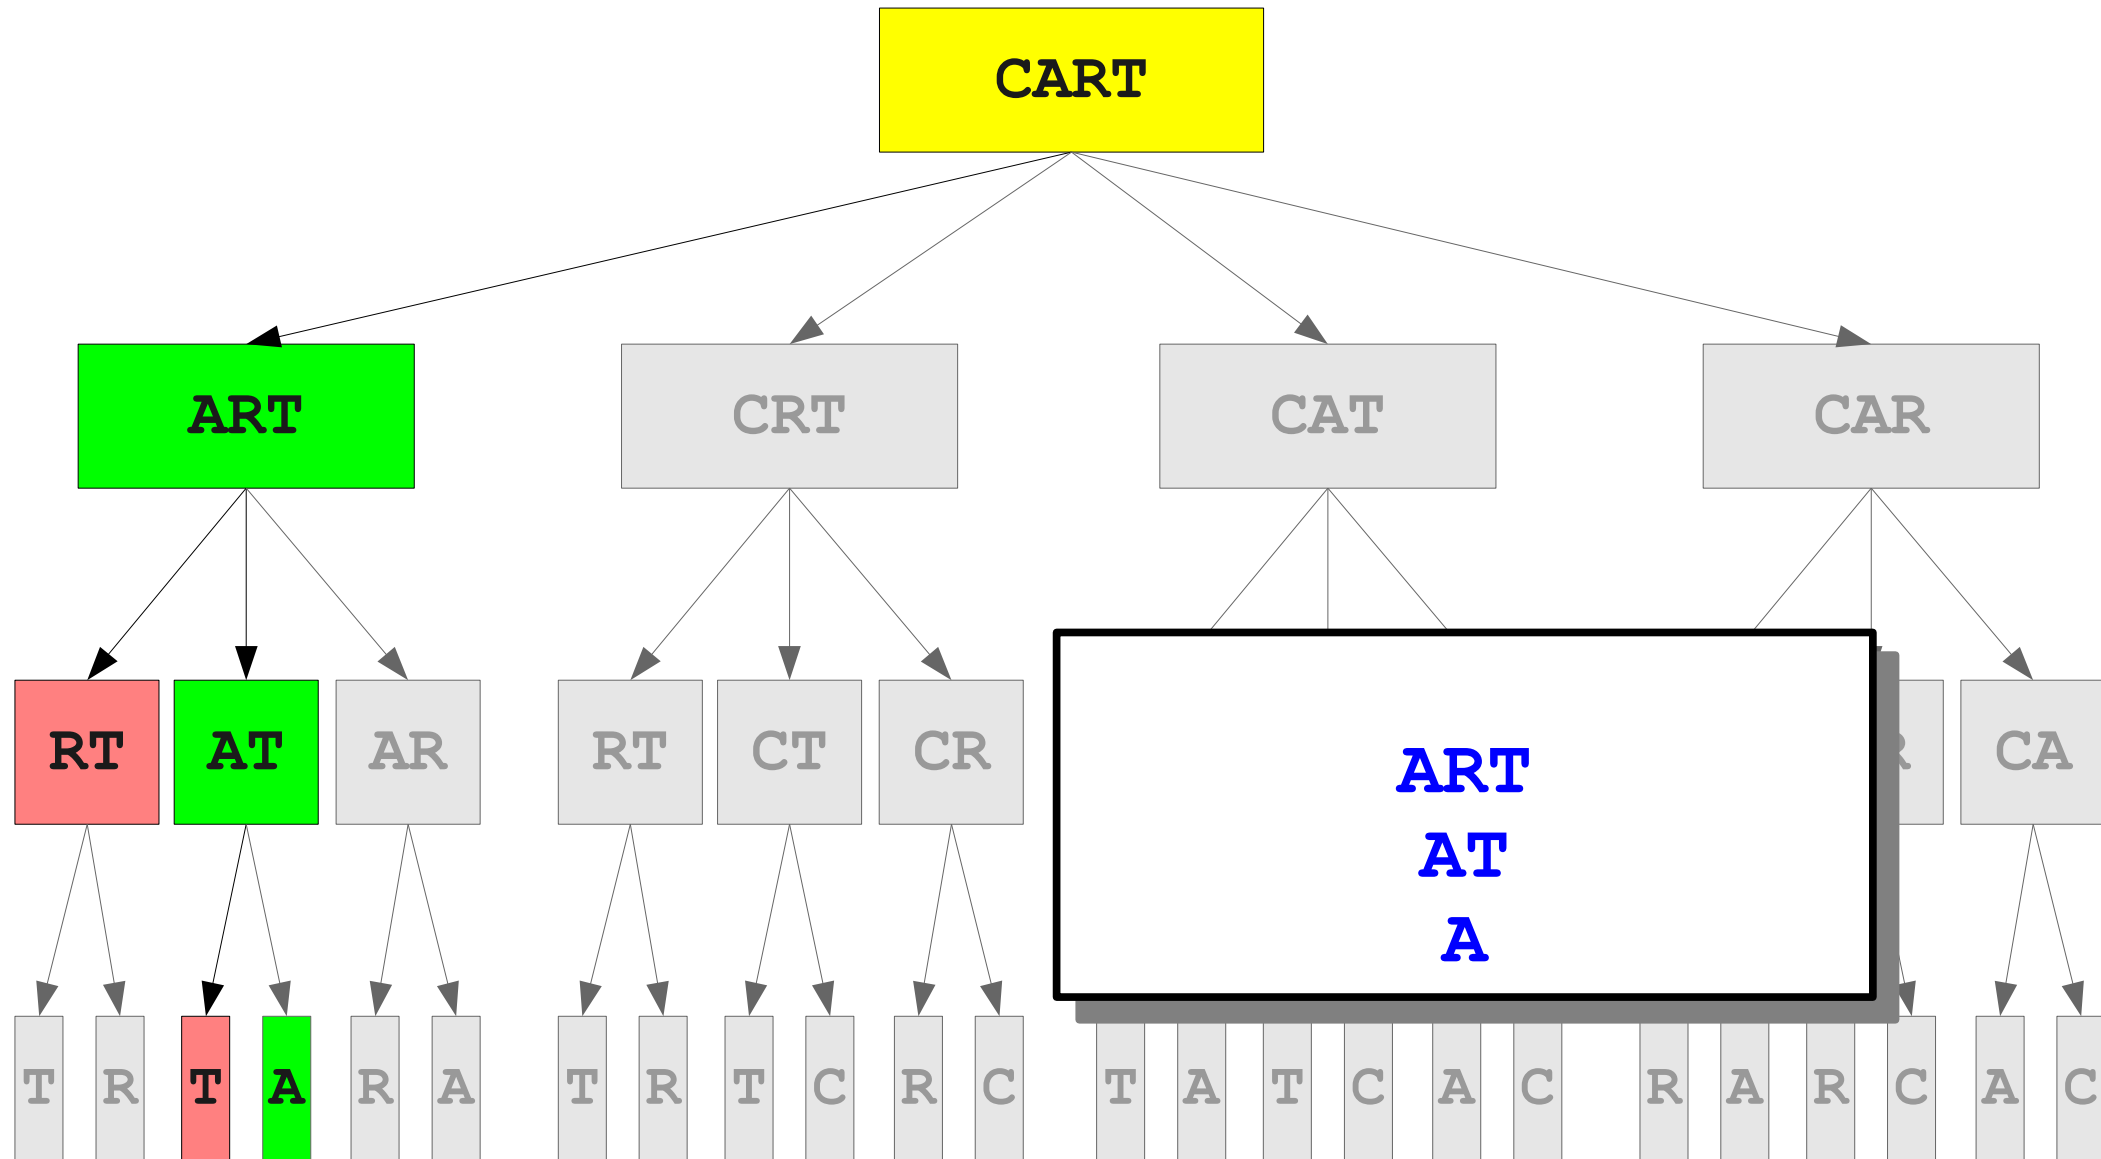 CART
ART CRT CAT CAR
RT AT AR RT CT CR CA
ART
AT
A
T R T A R A T R T C R C T A T C A C R A R C A C